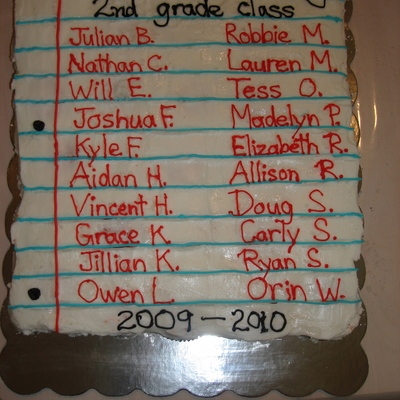 2nd grade class
Julian B. Robbie M.
Nathan C. Lauren M.
Will E. Tess O.
Joshua F. Madelyn P.
Kyle F. Elizabeth R.
Aidan H. Allison R.
Vincent H. Doug S.
Grace K. Carly S.
Jillian K. Ryan S.
Owen L. Orin W.
2009-2010